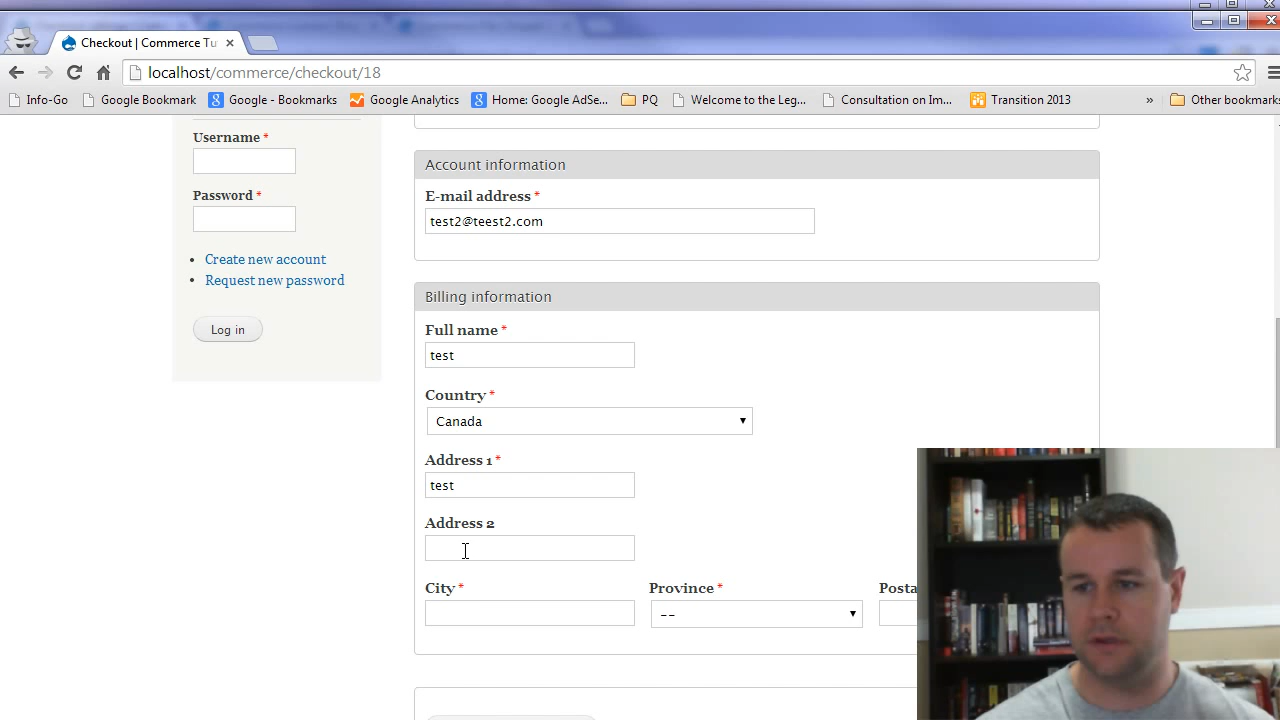 Checkout | Commerce Tu
localhost/commerce/checkout/18
Info-Go Google Bookmark Google - Bookmarks Google Analytics Home: Google AdSe... PQ Welcome to the Leg... Consultation on Im... Transition 2013 » Other bookmarks
Username *
Password *
Create new account
Request new password
Log in
Account information
E-mail address *
test2@teest2.com
Billing information
Full name *
test
Country *
Canada
Address 1 *
test
Address 2
City * Province * Posta
--